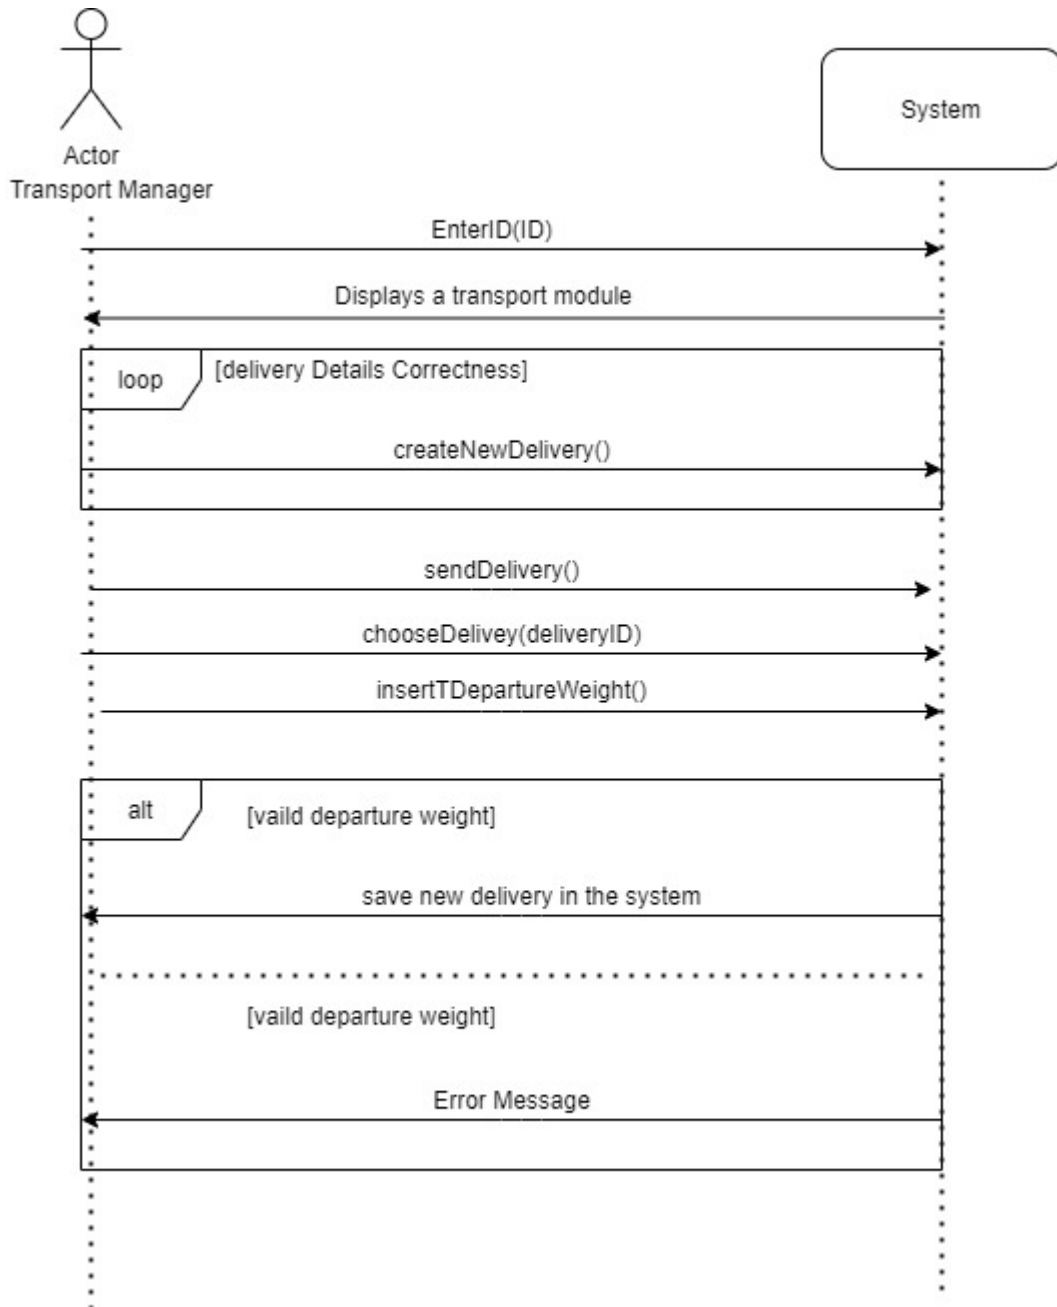 Actor
Transport Manager
System
EnterID(ID)
Displays a transport module
loop
[delivery Details Correctness]
createNewDelivery()
sendDelivery()
chooseDelivey(deliveryID)
insertTDepartureWeight()
alt
[vaild departure weight]
save new delivery in the system
[vaild departure weight]
Error Message